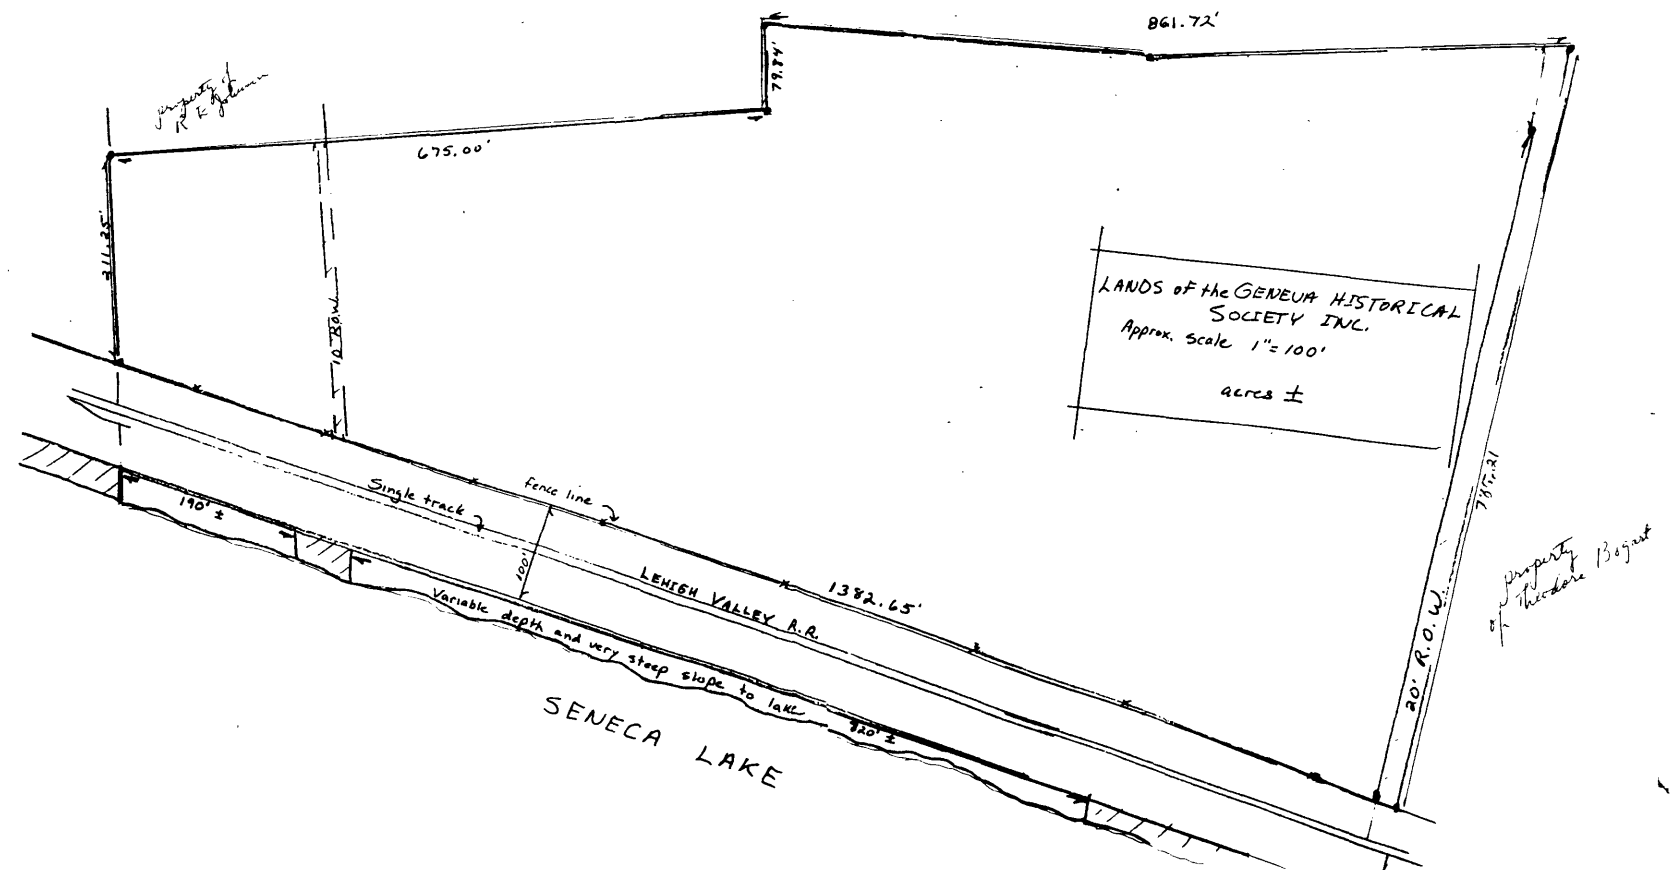 861.72'
79.84'
property of
R K Johnson
675.00'
211.25'
10 R.O.W.
LANDS of the GENEVA HISTORICAL
SOCIETY INC.
Approx. scale 1"=100'
acres ±
785.21
property
of Theodore Bogart
20' R.O.W.
fence line
Single track
190' ±
100'
LEHIGH VALLEY R.R.
1382.65'
Variable depth and very steep slope to lake
820' ±
SENECA LAKE